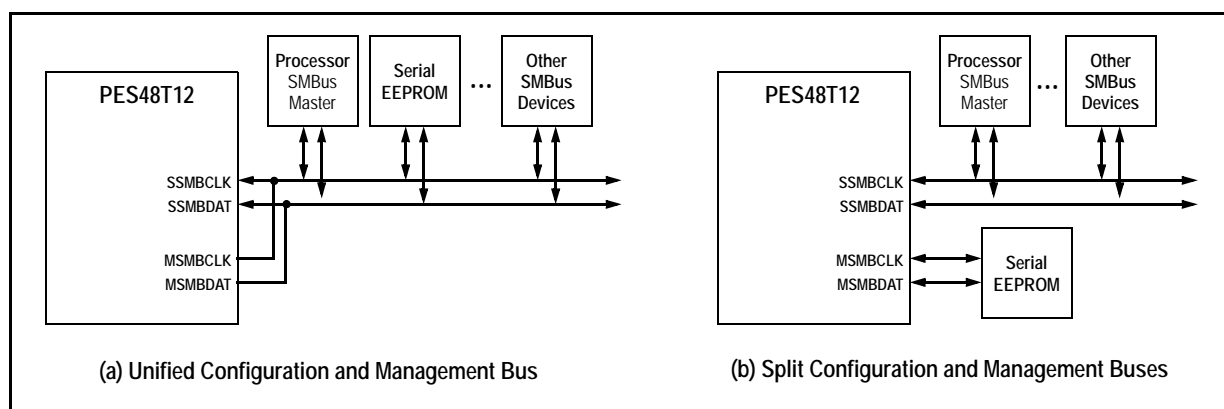 PES48T12
Processor
SMBus
Master
Serial
EEPROM
...
Other
SMBus
Devices
SSMBCLK
SSMBDAT
MSMBCLK
MSMBDAT
(a) Unified Configuration and Management Bus
PES48T12
Processor
SMBus
Master
...
Other
SMBus
Devices
SSMBCLK
SSMBDAT
MSMBCLK
MSMBDAT
Serial
EEPROM
(b) Split Configuration and Management Buses